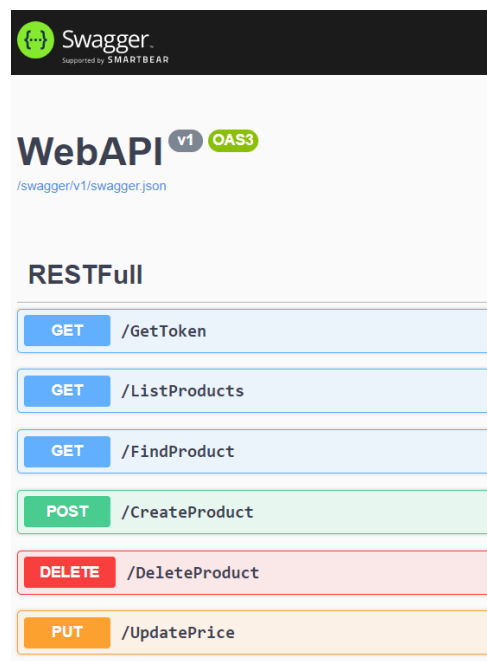 {···} Swagger.
Supported by SMARTBEAR
WebAPI v1 OAS3
/swagger/v1/swagger.json
RESTFull
GET /GetToken
GET /ListProducts
GET /FindProduct
POST /CreateProduct
DELETE /DeleteProduct
PUT /UpdatePrice